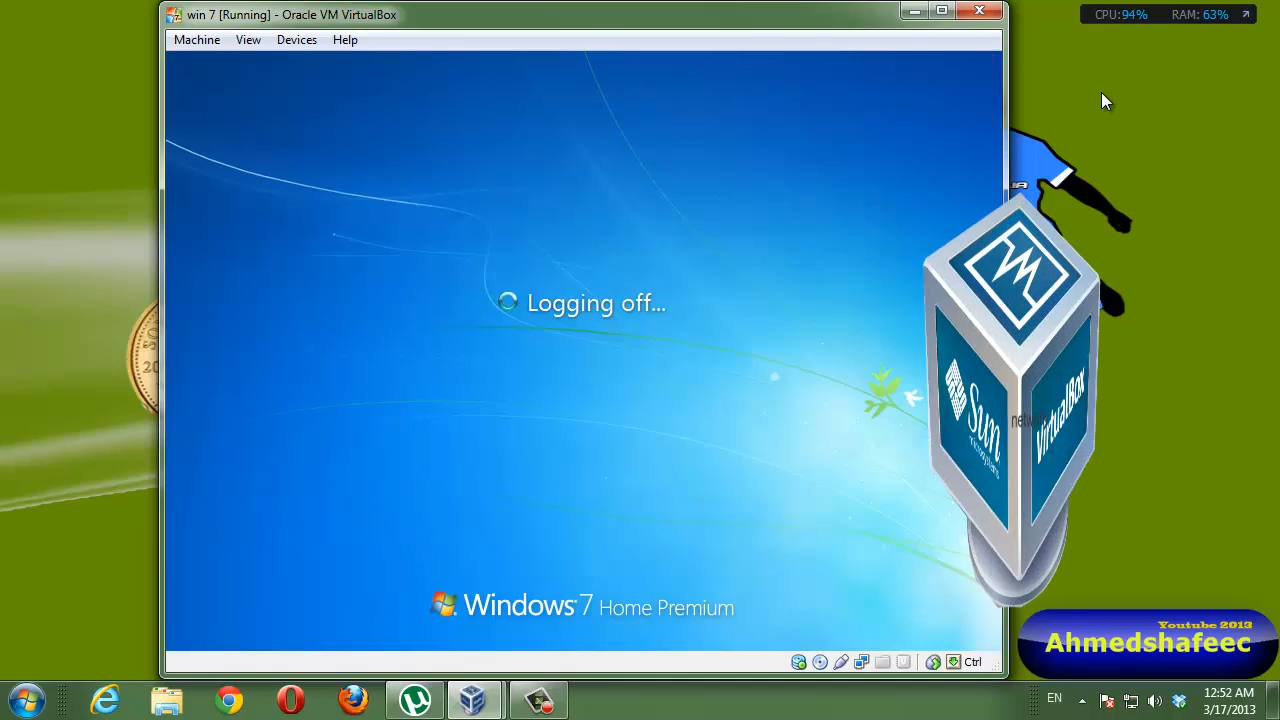 win 7 [Running] - Oracle VM VirtualBox
CPU:94% RAM: 63%
Machine View Devices Help
Logging off...
Sun
microsystems
VirtualBox
Windows 7 Home Premium
Ctrl
Youtube 2013
Ahmedshafeec
EN
12:52 AM
3/17/2013